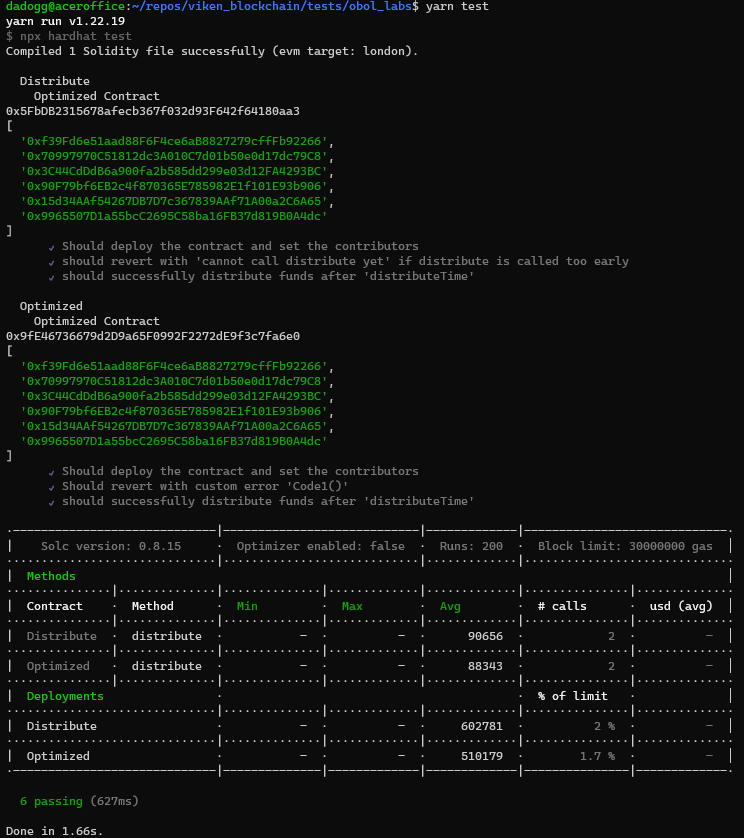 dadogg@aceroffice:~/repos/viken_blockchain/tests/obol_labs$ yarn test
yarn run v1.22.19
$ npx hardhat test
Compiled 1 Solidity file successfully (evm target: london).
Distribute
Optimized Contract
0x5FbDB2315678afecb367f032d93F642f64180aa3
[
'0xf39Fd6e51aad88F6F4ce6aB8827279cffFb92266',
'0x70997970C51812dc3A010C7d01b50e0d17dc79C8',
'0x3C44CdDdB6a900fa2b585dd299e03d12FA4293BC',
'0x90F79bf6EB2c4f870365E785982E1f101E93b906',
'0x15d34AAf54267DB7D7c367839AAf71A00a2C6A65',
'0x9965507D1a55bcC2695C58ba16FB37d819B0A4dc'
]
✓ Should deploy the contract and set the contributors
✓ should revert with 'cannot call distribute yet' if distribute is called too early
✓ should successfully distribute funds after 'distributeTime'
Optimized
Optimized Contract
0x9fE46736679d2D9a65F0992F2272dE9f3c7fa6e0
[
'0xf39Fd6e51aad88F6F4ce6aB8827279cffFb92266',
'0x70997970C51812dc3A010C7d01b50e0d17dc79C8',
'0x3C44CdDdB6a900fa2b585dd299e03d12FA4293BC',
'0x90F79bf6EB2c4f870365E785982E1f101E93b906',
'0x15d34AAf54267DB7D7c367839AAf71A00a2C6A65',
'0x9965507D1a55bcC2695C58ba16FB37d819B0A4dc'
]
✓ Should deploy the contract and set the contributors
✓ Should revert with custom error 'Code1()'
✓ should successfully distribute funds after 'distributeTime'
| Solc version: 0.8.15 · Optimizer enabled: false · Runs: 200 · Block limit: 30000000 gas |
| Methods |
| Contract · Method · Min · Max · Avg · # calls · usd (avg) |
| Distribute · distribute · - · - · 90656 · 2 · - |
| Optimized · distribute · - · - · 88343 · 2 · - |
| Deployments · · % of limit · |
| Distribute · - · - · 602781 · 2 % · - |
| Optimized · - · - · 510179 · 1.7 % · - |
6 passing (627ms)
Done in 1.66s.